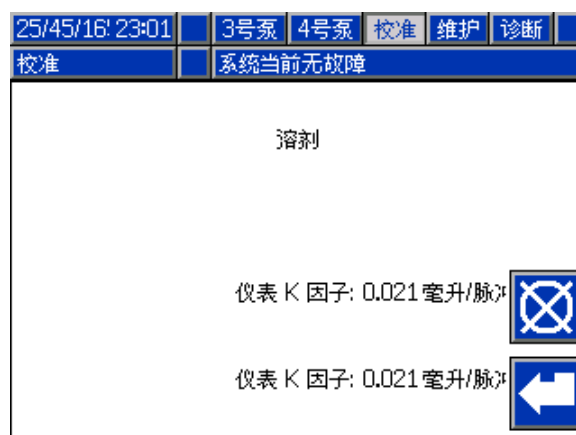 25/45/16 23:01 3号泵 4号泵 校准 维护 诊断
校准 系统当前无故障
溶剂
仪表 K 因子: 0.021 毫升/脉冲
仪表 K 因子: 0.021 毫升/脉冲